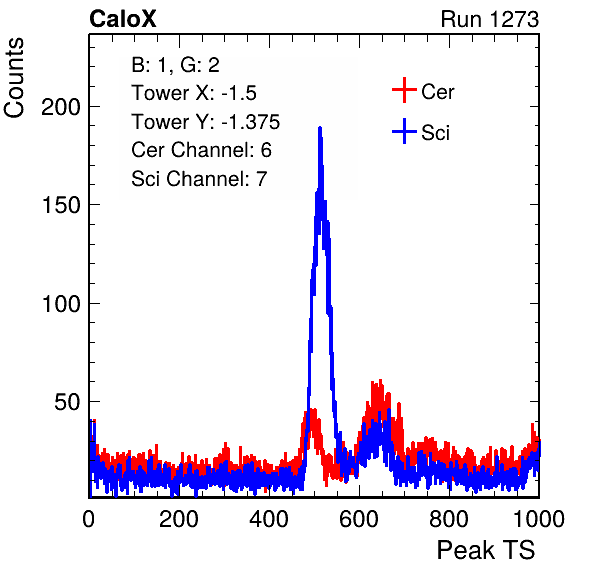 CaloX Run 1273
Counts
B: 1, G: 2
Tower X: -1.5
Tower Y: -1.375
Cer Channel: 6
Sci Channel: 7
Cer
Sci
200
150
100
50
0 200 400 600 800 1000
Peak TS